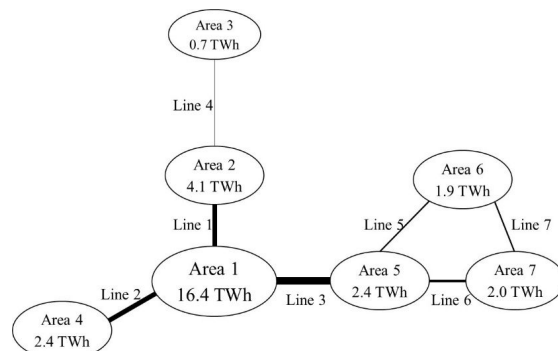 Area 3
0.7 TWh
Line 4
Area 2
4.1 TWh
Area 6
1.9 TWh
Line 1
Line 5
Line 7
Area 1
16.4 TWh
Area 5
2.4 TWh
Area 7
2.0 TWh
Line 2
Line 3
Line 6
Area 4
2.4 TWh